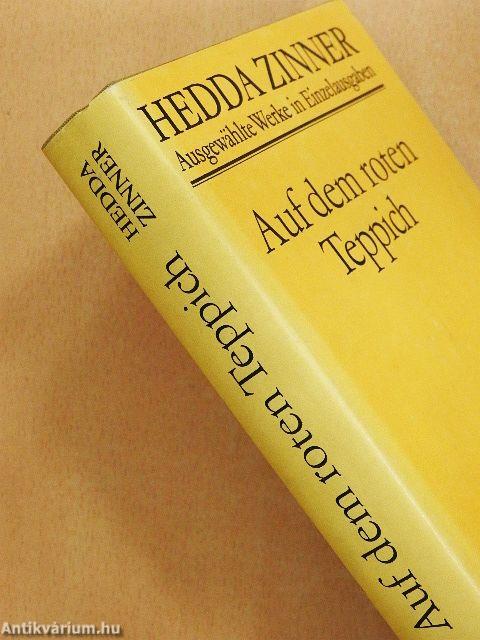 HEDDA ZINNER
Ausgewählte Werke in Einzelausgaben
Auf dem roten
Teppich
HEDDA
ZINNER
Auf dem roten Teppich
Antikvárium.hu